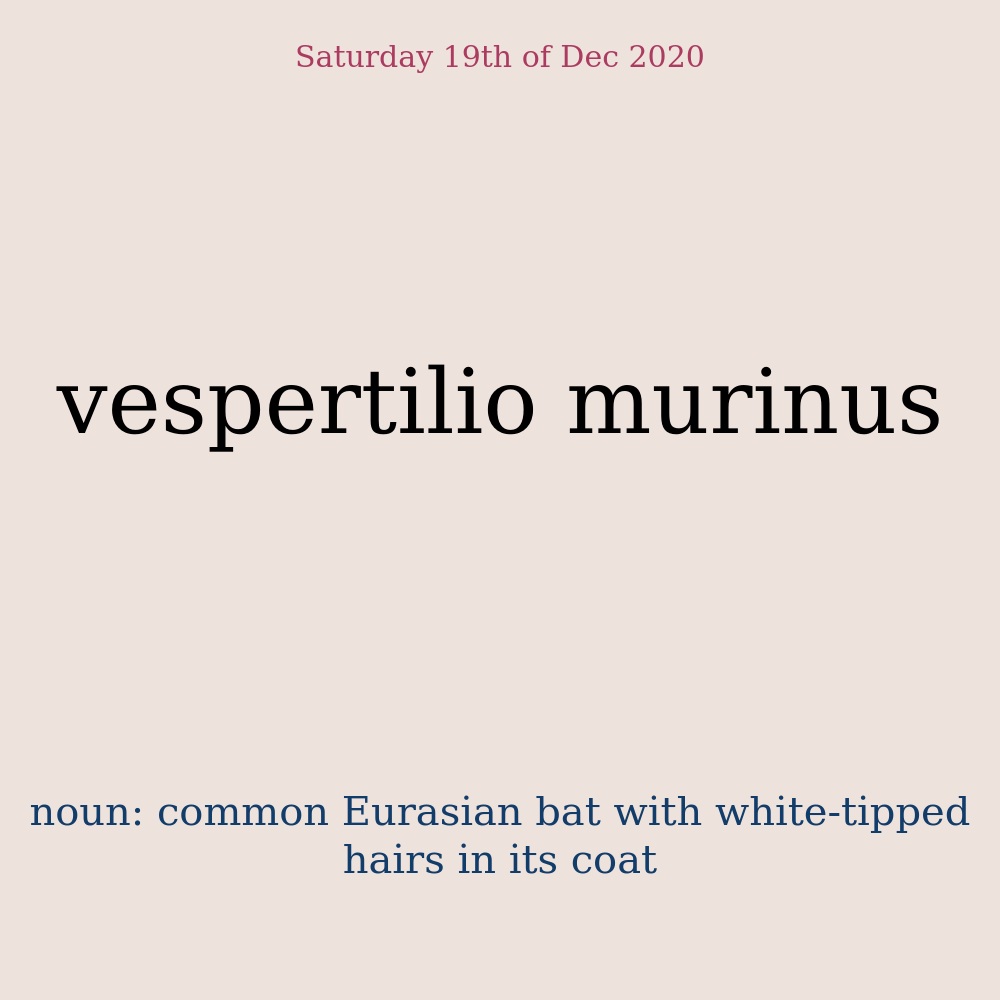 Saturday 19th of Dec 2020
vespertilio murinus
noun: common Eurasian bat with white-tipped
hairs in its coat